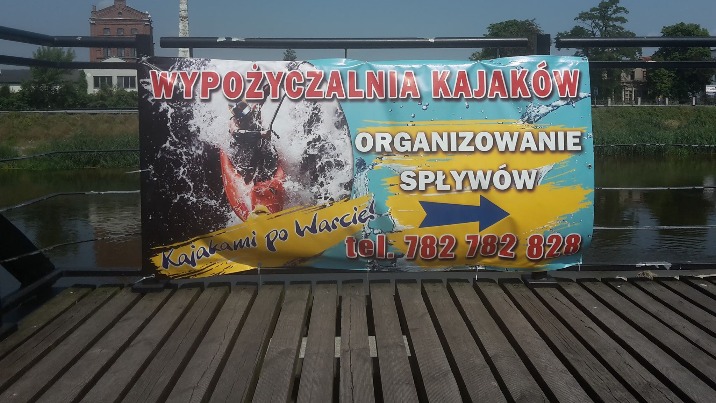 WYPOŻYCZALNIA KAJAKÓW
ORGANIZOWANIE
SPŁYWÓW
Kajakami po Warcie!
tel. 782 782 828